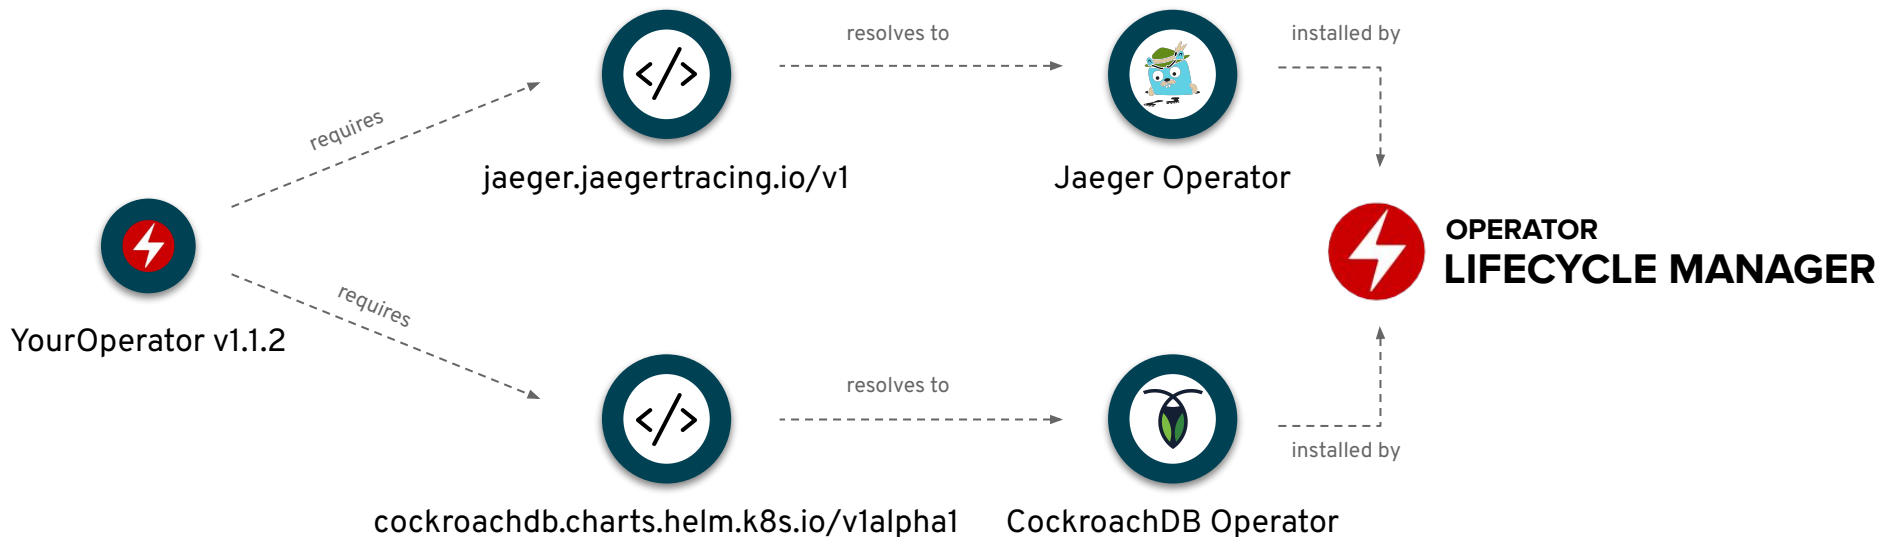 requires
jaeger.jaegertracing.io/v1
resolves to
Jaeger Operator
installed by
YourOperator v1.1.2
requires
cockroachdb.charts.helm.k8s.io/v1alpha1
resolves to
CockroachDB Operator
installed by
OPERATOR
LIFECYCLE MANAGER